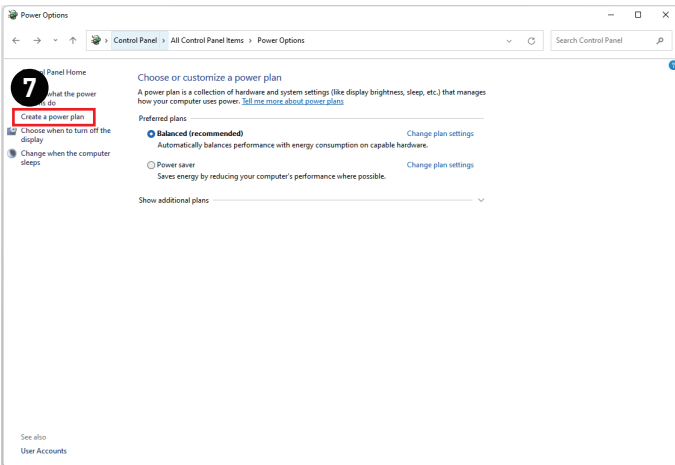 Power Options
Control Panel > All Control Panel Items > Power Options
Search Control Panel
Panel Home
7
what the power
do
Create a power plan
Choose when to turn off the
display
Change when the computer
sleeps
Choose or customize a power plan
A power plan is a collection of hardware and system settings (like display brightness, sleep, etc.) that manages
how your computer uses power. Tell me more about power plans
Preferred plans
Balanced (recommended)
Change plan settings
Automatically balances performance with energy consumption on capable hardware.
Power saver
Change plan settings
Saves energy by reducing your computer's performance where possible.
Show additional plans
See also
User Accounts